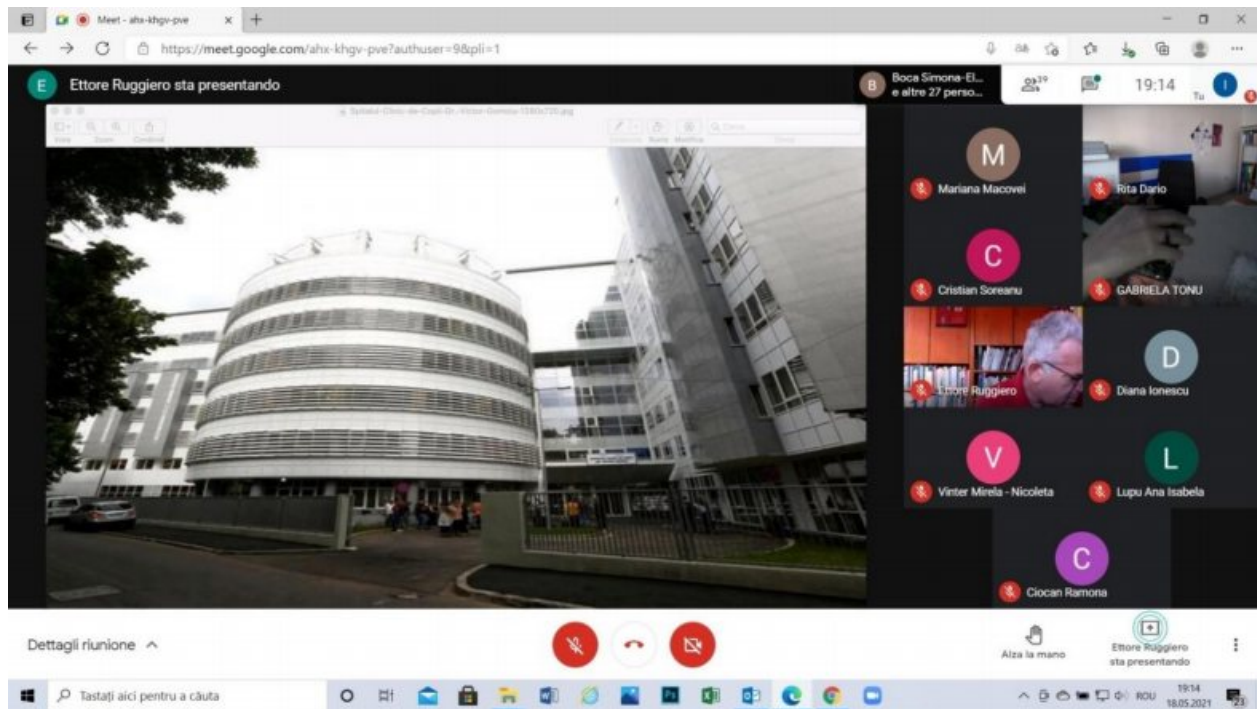 Meet - ahx-khgv-pve
https://meet.google.com/ahx-khgv-pve?authuser=9&pli=1
E
Ettore Ruggiero sta presentando
B
Boca Simona-El...
e altre 27 perso...
39
19:14
Tu
I
Cerca
M
Mariana Macovei
Rita Dario
C
Cristian Soreanu
GABRIELA TONU
Ettore Ruggiero
D
Diana Ionescu
V
Vinter Mirela - Nicoleta
L
Lupu Ana Isabela
C
Ciocan Ramona
Dettagli riunione
Alza la mano
Ettore Ruggiero
sta presentando
Tastați aici pentru a căuta
ROU
19:14
18.05.2021
23